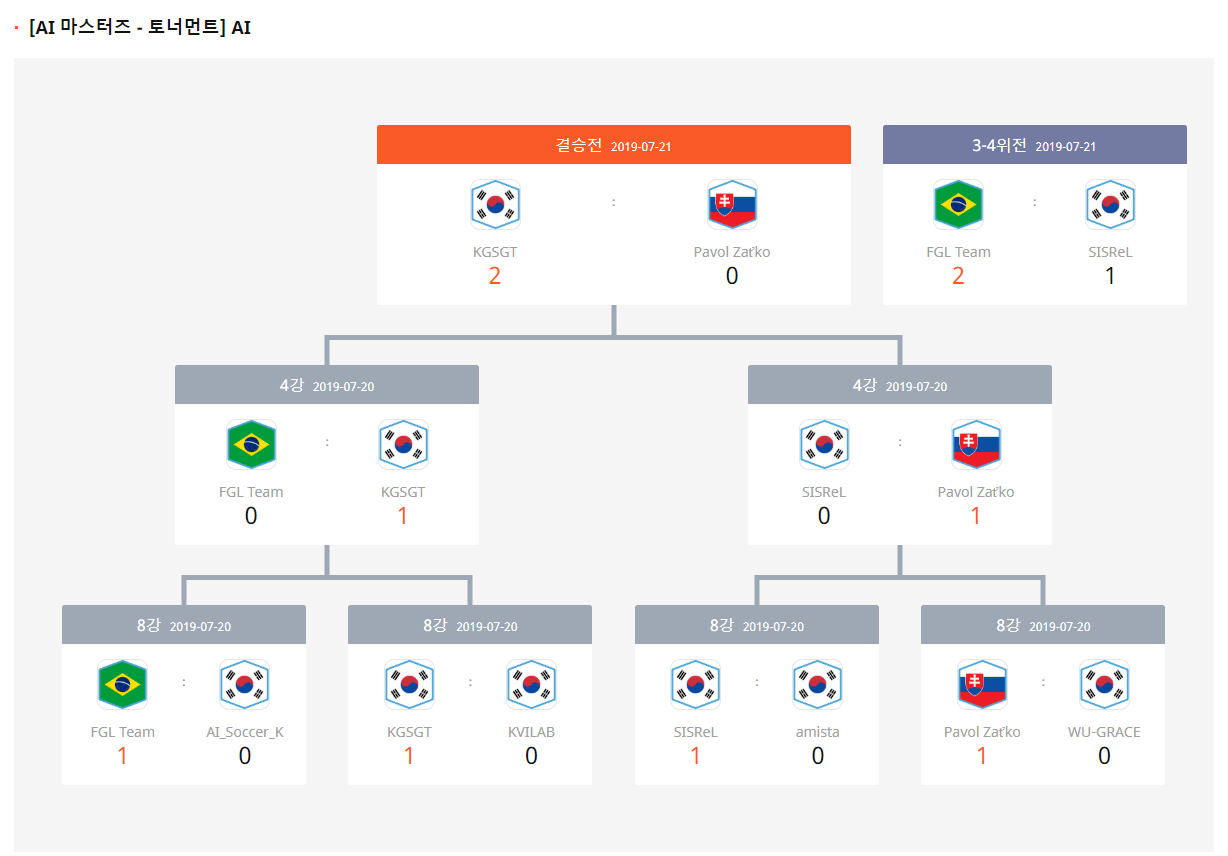 · [AI 마스터즈 - 토너먼트] AI
결승전 2019-07-21
KGSGT : Pavol Zaťko
2 0
3-4위전 2019-07-21
FGL Team : SISReL
2 1
4강 2019-07-20
FGL Team : KGSGT
0 1
4강 2019-07-20
SISReL : Pavol Zaťko
0 1
8강 2019-07-20
FGL Team : AI_Soccer_K
1 0
8강 2019-07-20
KGSGT : KVILAB
1 0
8강 2019-07-20
SISReL : amista
1 0
8강 2019-07-20
Pavol Zaťko : WU-GRACE
1 0